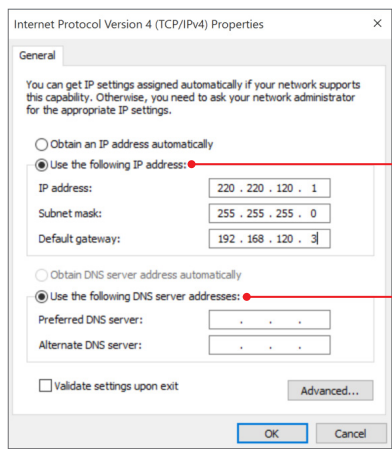 Internet Protocol Version 4 (TCP/IPv4) Properties
General
You can get IP settings assigned automatically if your network supports
this capability. Otherwise, you need to ask your network administrator
for the appropriate IP settings.
Obtain an IP address automatically
Use the following IP address:
IP address: 220 . 220 . 120 . 1
Subnet mask: 255 . 255 . 255 . 0
Default gateway: 192 . 168 . 120 . 3
Obtain DNS server address automatically
Use the following DNS server addresses:
Preferred DNS server: . . .
Alternate DNS server: . . .
Validate settings upon exit
Advanced...
OK Cancel